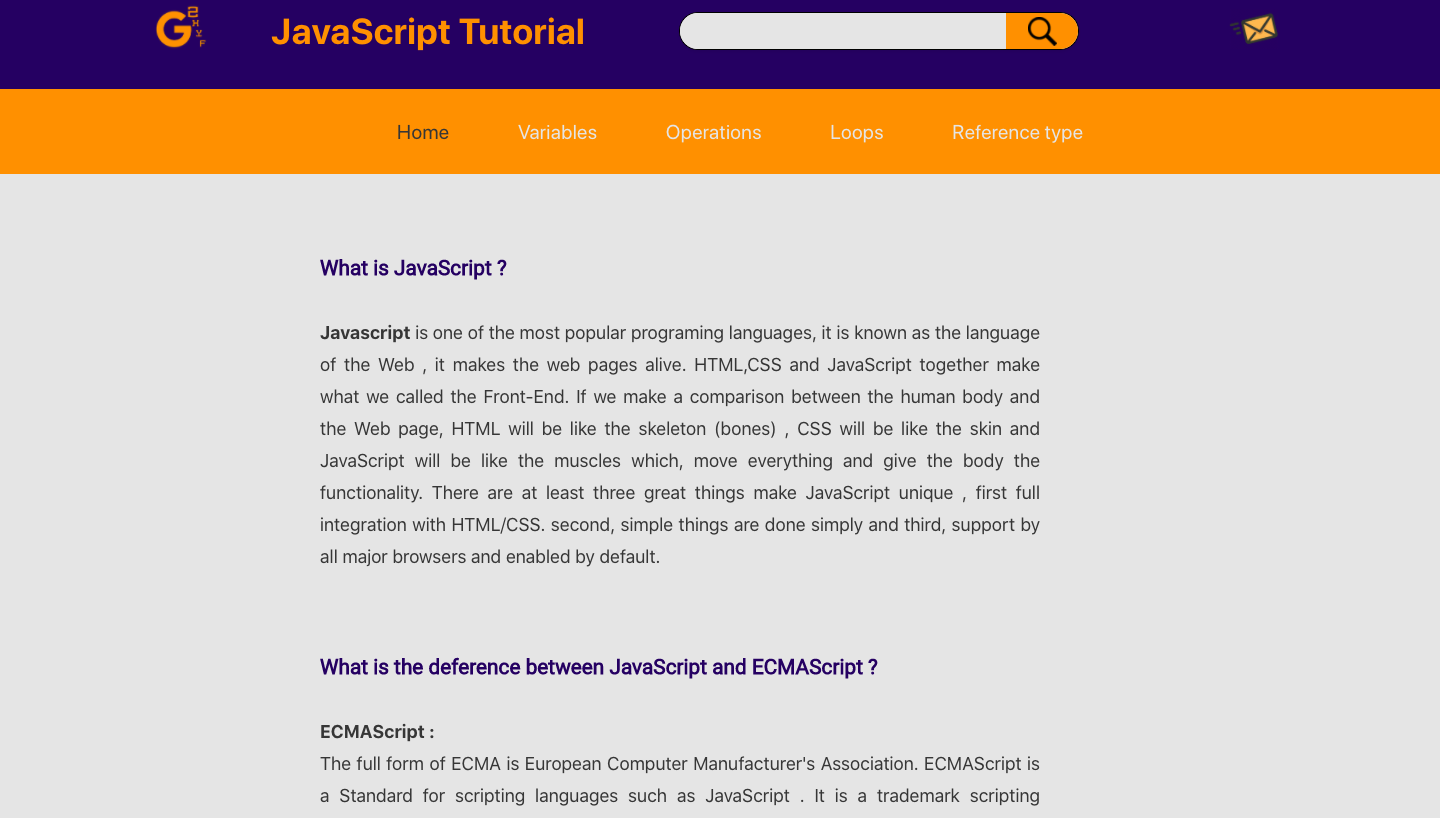 G 2 HYF
JavaScript Tutorial
Home Variables Operations Loops Reference type
What is JavaScript ?
Javascript is one of the most popular programing languages, it is known as the language
of the Web , it makes the web pages alive. HTML,CSS and JavaScript together make
what we called the Front-End. If we make a comparison between the human body and
the Web page, HTML will be like the skeleton (bones) , CSS will be like the skin and
JavaScript will be like the muscles which, move everything and give the body the
functionality. There are at least three great things make JavaScript unique , first full
integration with HTML/CSS. second, simple things are done simply and third, support by
all major browsers and enabled by default.
What is the deference between JavaScript and ECMAScript ?
ECMAScript :
The full form of ECMA is European Computer Manufacturer's Association. ECMAScript is
a Standard for scripting languages such as JavaScript . It is a trademark scripting